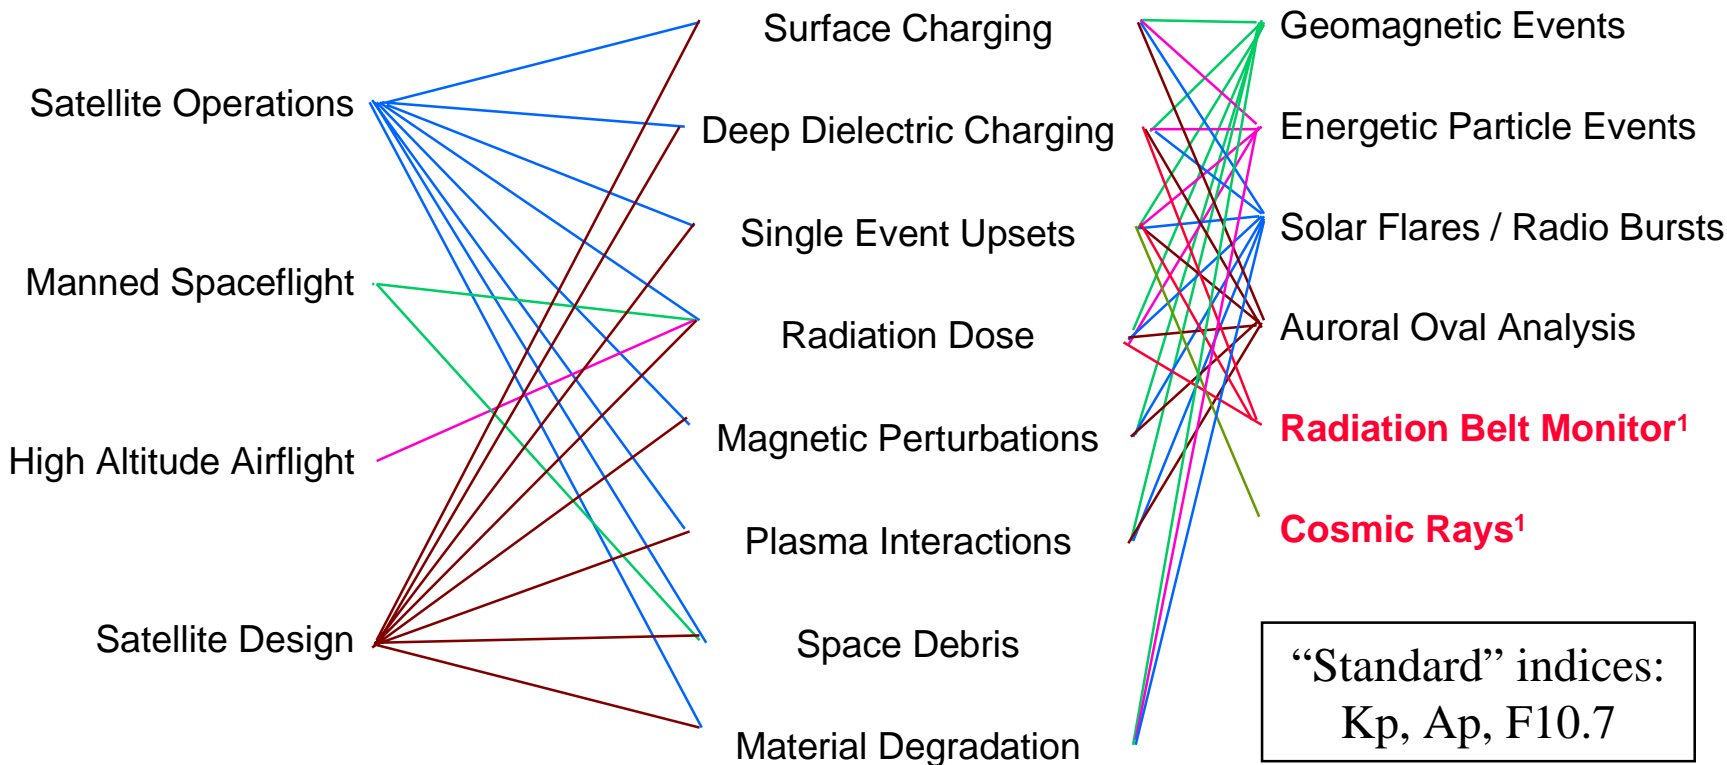 Satellite Operations
Manned Spaceflight
High Altitude Airflight
Satellite Design
Surface Charging
Deep Dielectric Charging
Single Event Upsets
Radiation Dose
Magnetic Perturbations
Plasma Interactions
Space Debris
Material Degradation
Geomagnetic Events
Energetic Particle Events
Solar Flares / Radio Bursts
Auroral Oval Analysis
Radiation Belt Monitor¹
Cosmic Rays¹
“Standard” indices:
Kp, Ap, F10.7